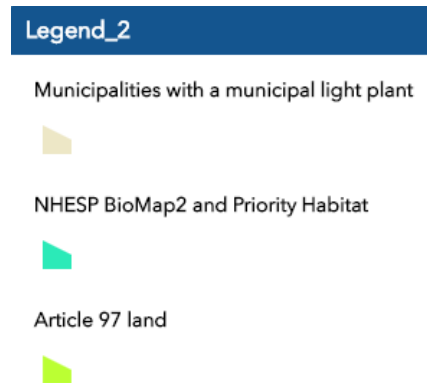 Legend_2
Municipalities with a municipal light plant
NHESP BioMap2 and Priority Habitat
Article 97 land